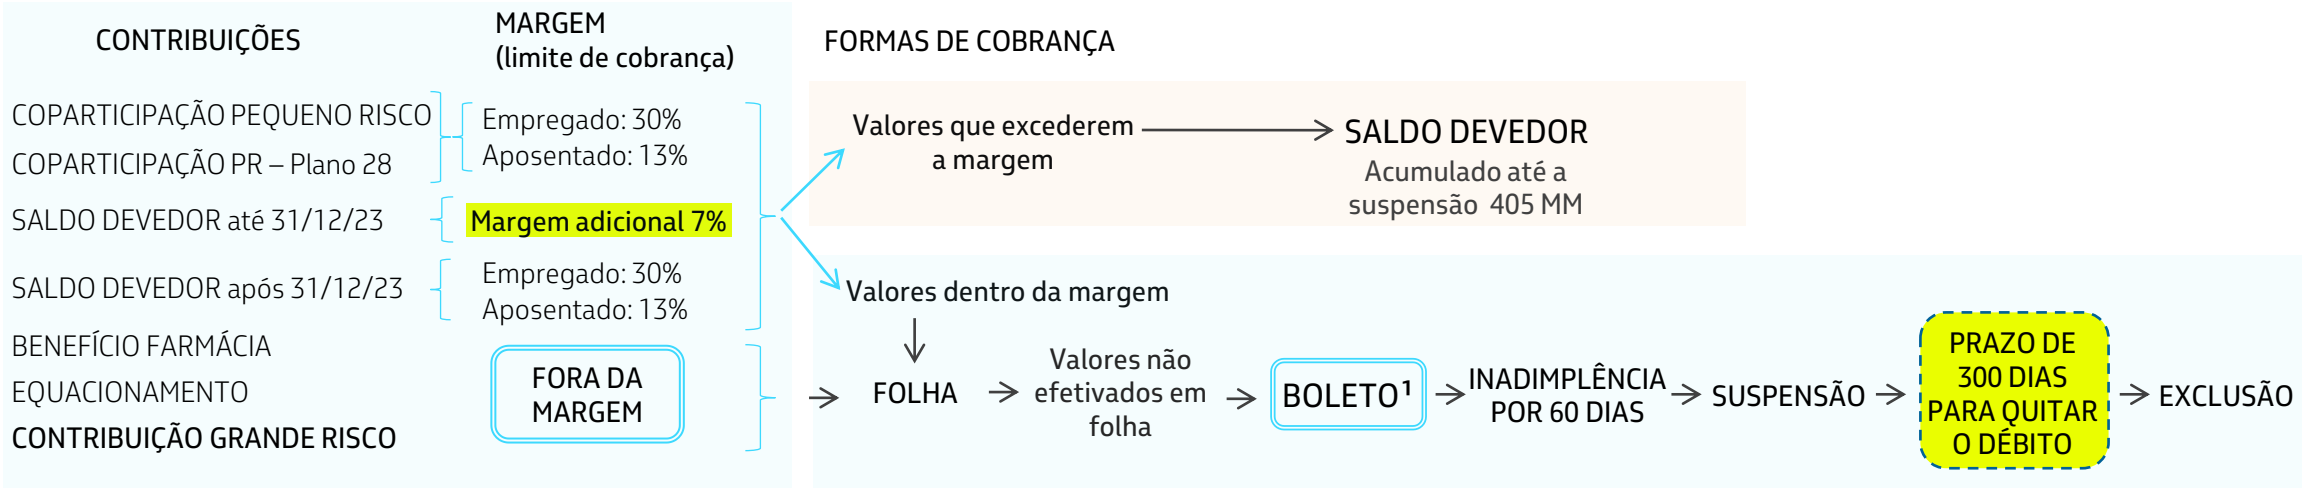 CONTRIBUIÇÕES
MARGEM
(limite de cobrança)
FORMAS DE COBRANÇA
COPARTICIPAÇÃO PEQUENO RISCO
COPARTICIPAÇÃO PR – Plano 28
Empregado: 30%
Aposentado: 13%
SALDO DEVEDOR até 31/12/23
Margem adicional 7%
SALDO DEVEDOR após 31/12/23
Empregado: 30%
Aposentado: 13%
BENEFÍCIO FARMÁCIA
EQUACIONAMENTO
CONTRIBUIÇÃO GRANDE RISCO
FORA DA
MARGEM
Valores que excederem
a margem
SALDO DEVEDOR
Acumulado até a
suspensão 405 MM
Valores dentro da margem
FOLHA
Valores não
efetivados em
folha
BOLETO¹
INADIMPLÊNCIA
POR 60 DIAS
SUSPENSÃO
PRAZO DE
300 DIAS
PARA QUITAR
O DÉBITO
EXCLUSÃO